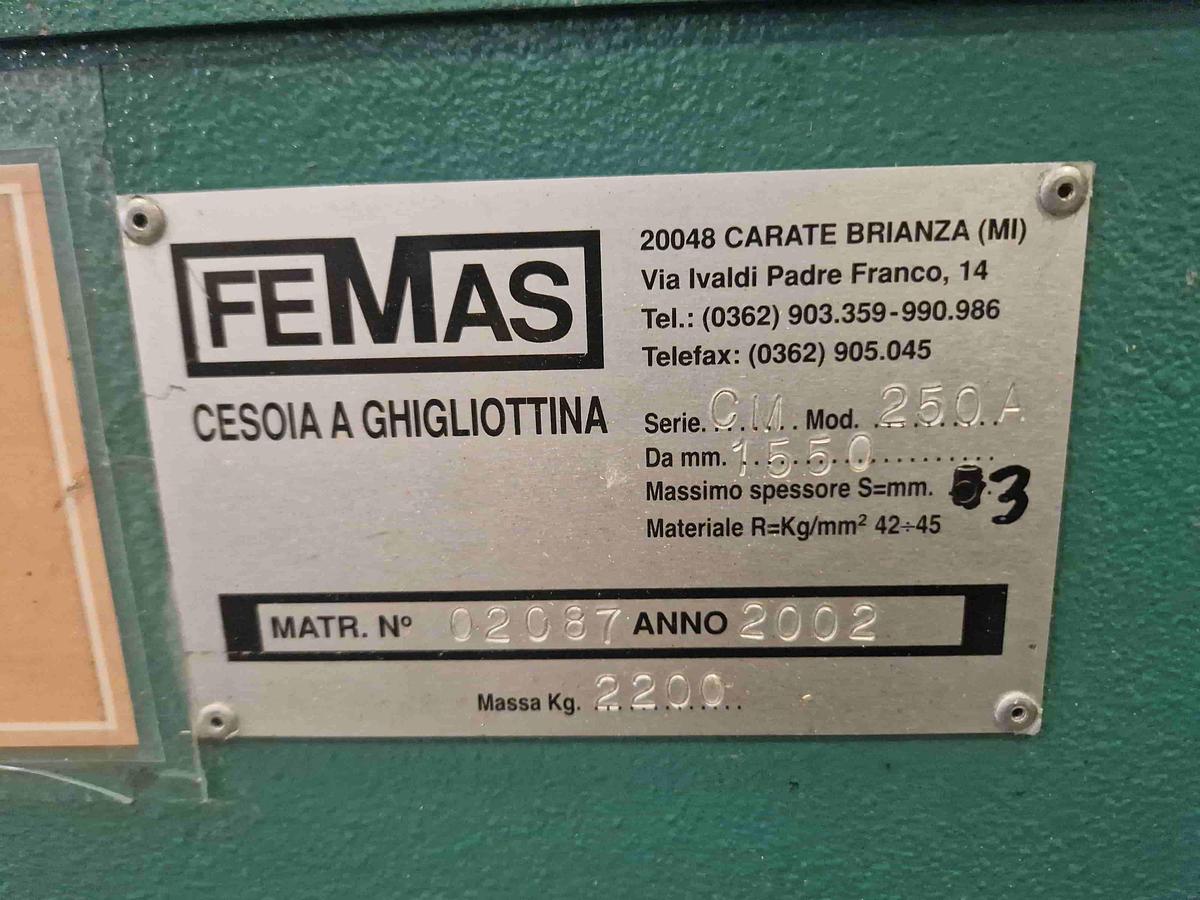 FEMAS
CESOIA A GHIGLIOTTINA
20048 CARATE BRIANZA (MI)
Via Ivaldi Padre Franco, 14
Tel.: (0362) 903.359-990.986
Telefax: (0362) 905.045
Serie. CM Mod. 250A
Da mm. 1550
Massimo spessore S=mm. 3
Materiale R=Kg/mm² 42÷45
MATR. Nº 02087 ANNO 2002
Massa Kg. 2200